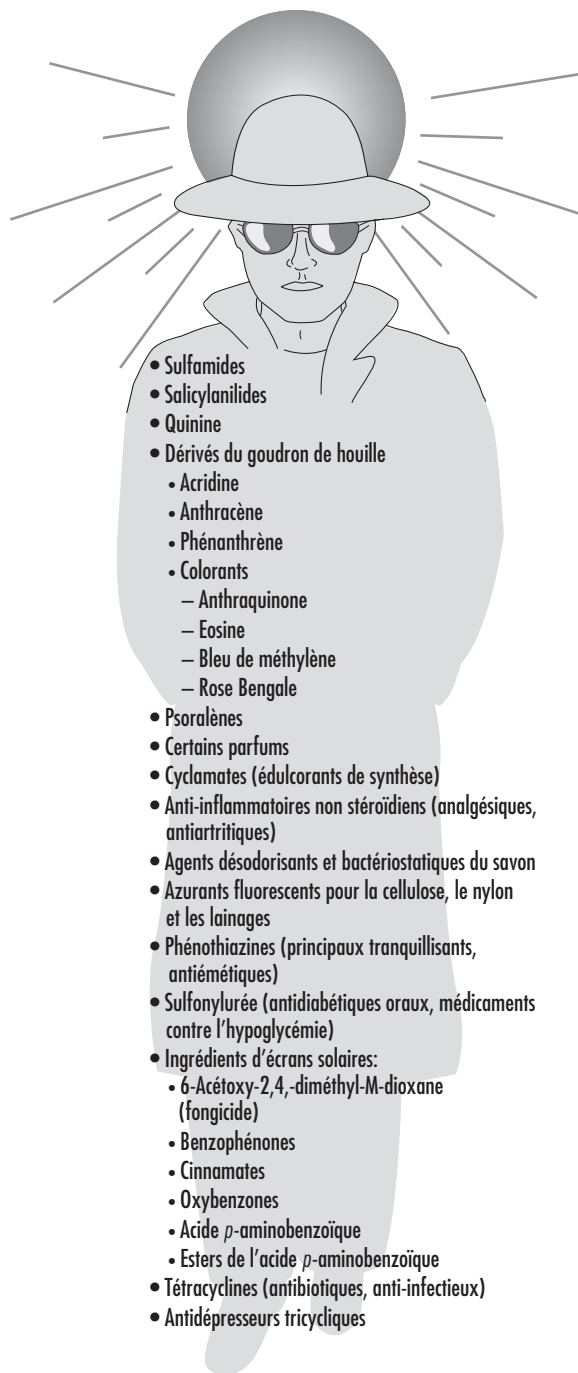 • Sulfamides
• Salicylanilides
• Quinine
• Dérivés du goudron de houille
• Acridine
• Anthracène
• Phénanthrène
• Colorants
– Anthraquinone
– Eosine
– Bleu de méthylène
– Rose Bengale
• Psoralènes
• Certains parfums
• Cyclamates (édulcorants de synthèse)
• Anti-inflammatoires non stéroïdiens (analgésiques,
antiartritiques)
• Agents désodorisants et bactériostatiques du savon
• Azurants fluorescents pour la cellulose, le nylon
et les lainages
• Phénothiazines (principaux tranquillisants,
antiémétiques)
• Sulfonylurée (antidiabétiques oraux, médicaments
contre l'hypoglycémie)
• Ingrédients d'écrans solaires:
• 6-Acétoxy-2,4,-diméthyl-M-dioxane
(fongicide)
• Benzophénones
• Cinnamates
• Oxybenzones
• Acide p-aminobenzoïque
• Esters de l'acide p-aminobenzoïque
• Tétracyclines (antibiotiques, anti-infectieux)
• Antidépresseurs tricycliques